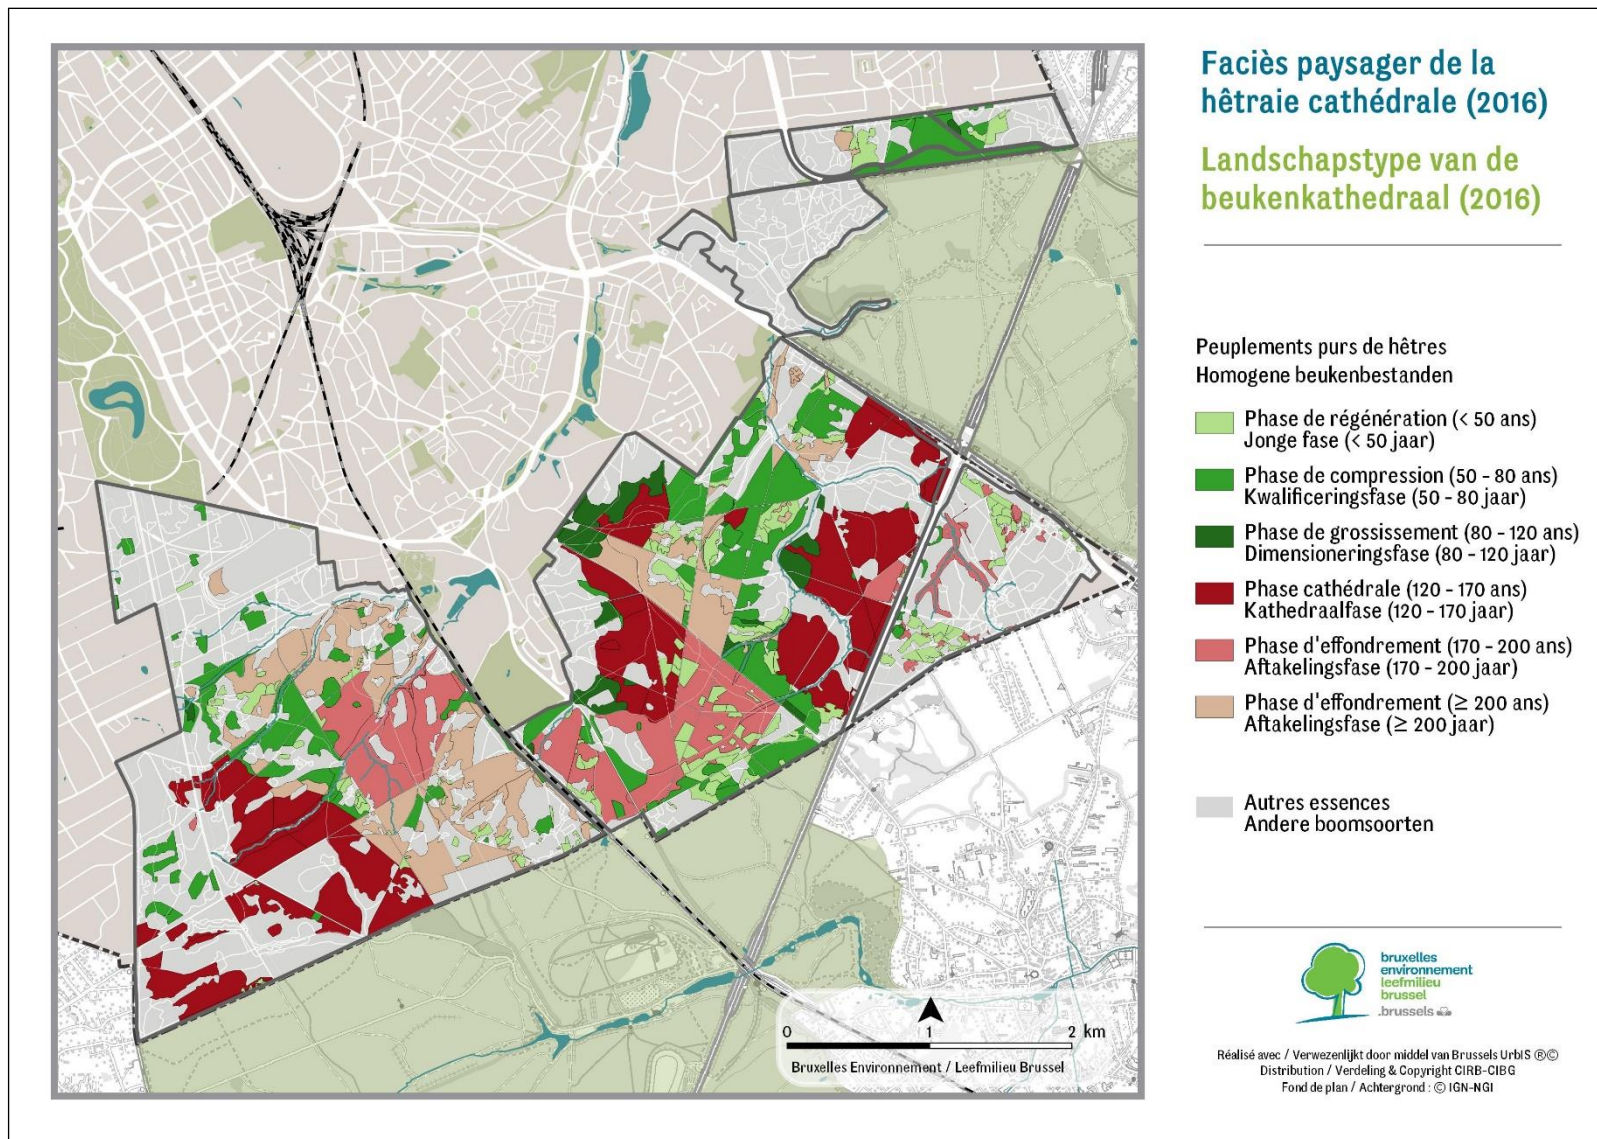 Faciès paysager de la
hêtraie cathédrale (2016)
Landschapstype van de
beukenkathedraal (2016)
Peuplements purs de hêtres
Homogene beukenbestanden
Phase de régénération (< 50 ans)
Jonge fase (< 50 jaar)
Phase de compression (50 - 80 ans)
Kwalificeringsfase (50 - 80 jaar)
Phase de grossissement (80 - 120 ans)
Dimensioneringsfase (80 - 120 jaar)
Phase cathédrale (120 - 170 ans)
Kathedraalfase (120 - 170 jaar)
Phase d'effondrement (170 - 200 ans)
Aftakelingsfase (170 - 200 jaar)
Phase d'effondrement (≥ 200 ans)
Aftakelingsfase (≥ 200 jaar)
Autres essences
Andere boomsoorten
bruxelles
environnement
leefmilieu
brussel
.brussels
Réalisé avec / Verwezenlijkt door middel van Brussels UrbIS ®©
Distribution / Verdeling & Copyright CIRB-CIBG
Fond de plan / Achtergrond : © IGN-NGI
0 1 2 km
Bruxelles Environnement / Leefmilieu Brussel